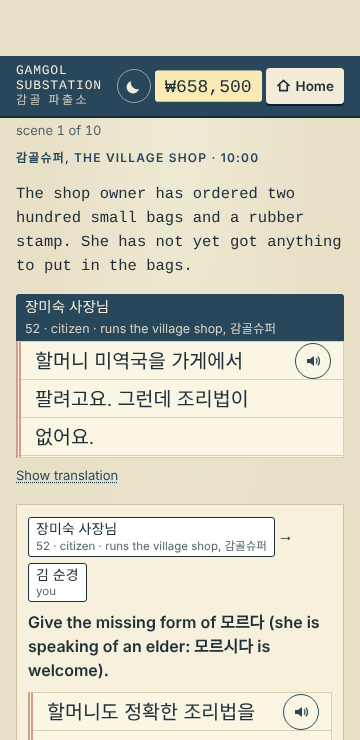 GAMGOL
SUBSTATION
감골 파출소
₩658,500
Home
scene 1 of 10
감골슈퍼, THE VILLAGE SHOP · 10:00
The shop owner has ordered two
hundred small bags and a rubber
stamp. She has not yet got anything
to put in the bags.
장미숙 사장님
52 · citizen · runs the village shop, 감골슈퍼
할머니 미역국을 가게에서
팔려고요. 그런데 조리법이
없어요.
Show translation
장미숙 사장님
52 · citizen · runs the village shop, 감골슈퍼
→
김 순경
you
Give the missing form of 모르다 (she is
speaking of an elder: 모르시다 is
welcome).
할머니도 정확한 조리법을